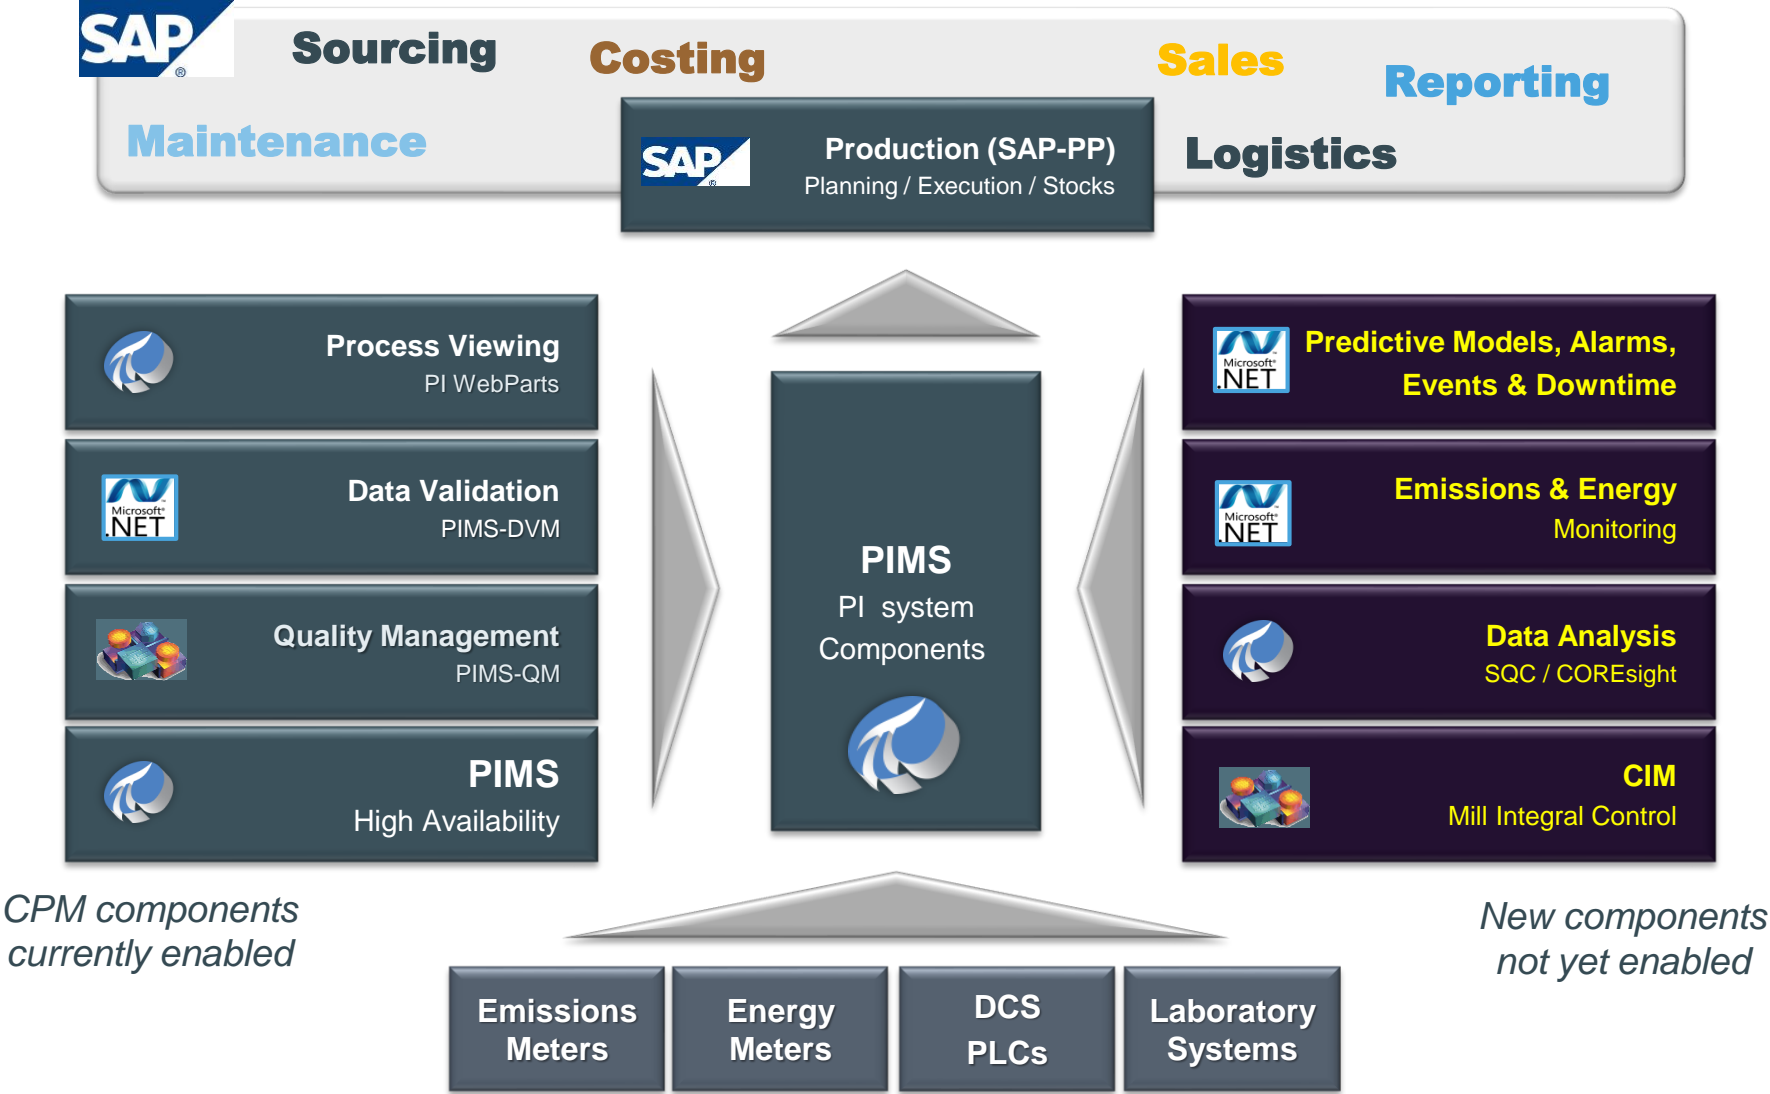 SAP
®
Sourcing
Costing
Sales
Reporting
Maintenance
Logistics
SAP
®
Production (SAP-PP)
Planning / Execution / Stocks
Process Viewing
PI WebParts
Microsoft®
.NET
Data Validation
PIMS-DVM
Quality Management
PIMS-QM
PIMS
High Availability
CPM components
currently enabled
PIMS
PI system
Components
Microsoft®
.NET
Predictive Models, Alarms,
Events & Downtime
Microsoft®
.NET
Emissions & Energy
Monitoring
Data Analysis
SQC / COREsight
CIM
Mill Integral Control
New components
not yet enabled
Emissions
Meters
Energy
Meters
DCS
PLCs
Laboratory
Systems